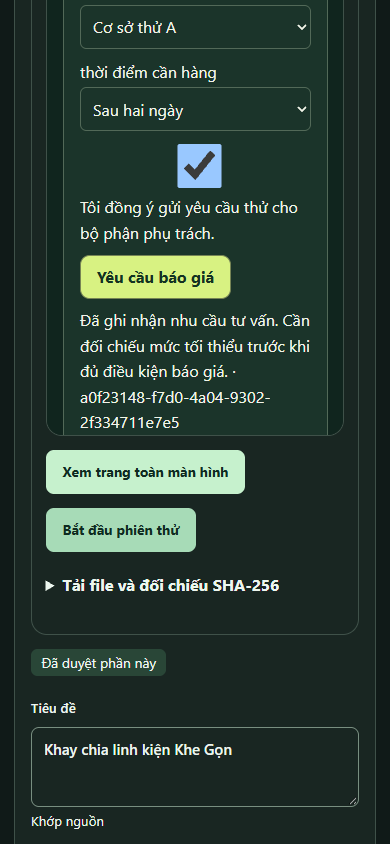 Cơ sở thử A
thời điểm cần hàng
Sau hai ngày
Tôi đồng ý gửi yêu cầu thử cho
bộ phận phụ trách.
Yêu cầu báo giá
Đã ghi nhận nhu cầu tư vấn. Cần
đối chiếu mức tối thiểu trước khi
đủ điều kiện báo giá. ·
a0f23148-f7d0-4a04-9302-
2f334711e7e5
Xem trang toàn màn hình
Bắt đầu phiên thử
Tải file và đối chiếu SHA-256
Đã duyệt phần này
Tiêu đề
Khay chia linh kiện Khe Gọn
Khớp nguồn